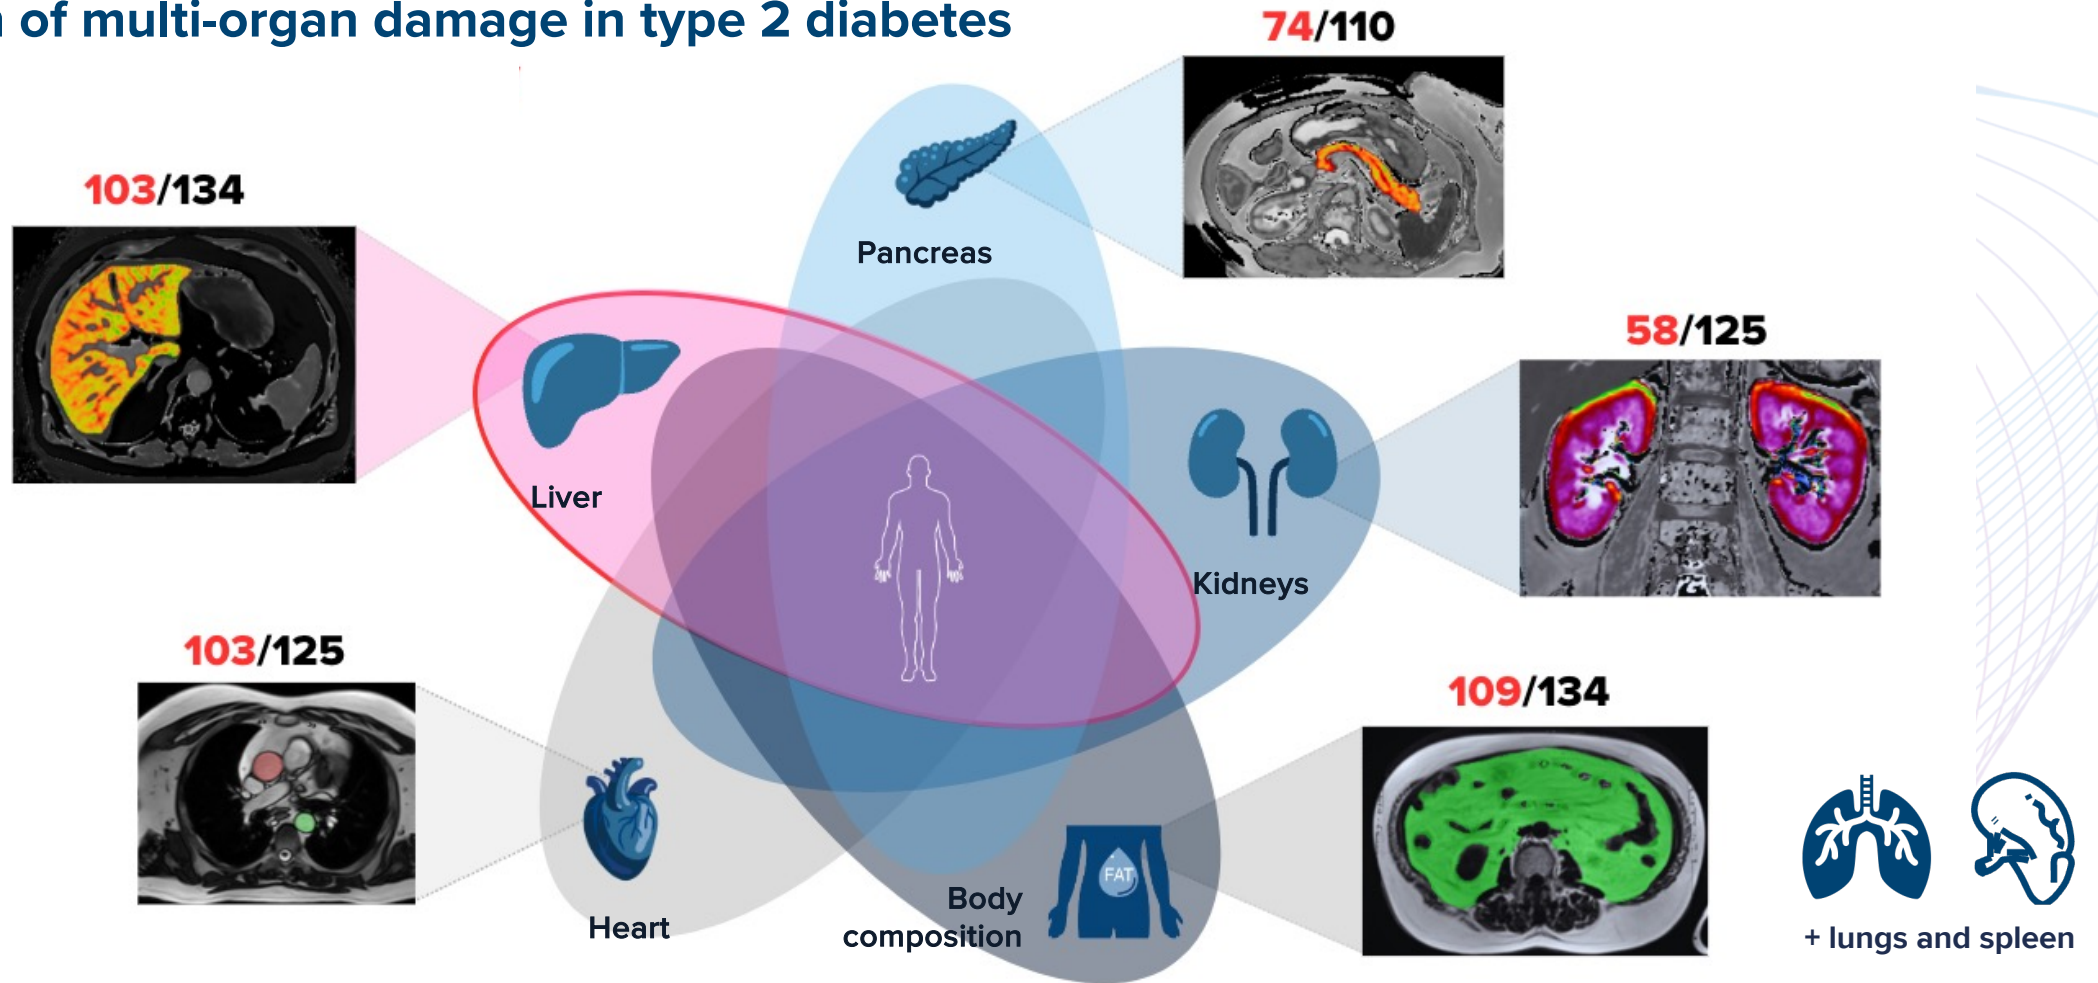 of multi-organ damage in type 2 diabetes
74/110
103/134
Pancreas
58/125
Liver
Kidneys
103/125
109/134
FAT
Body
composition
Heart
+ lungs and spleen